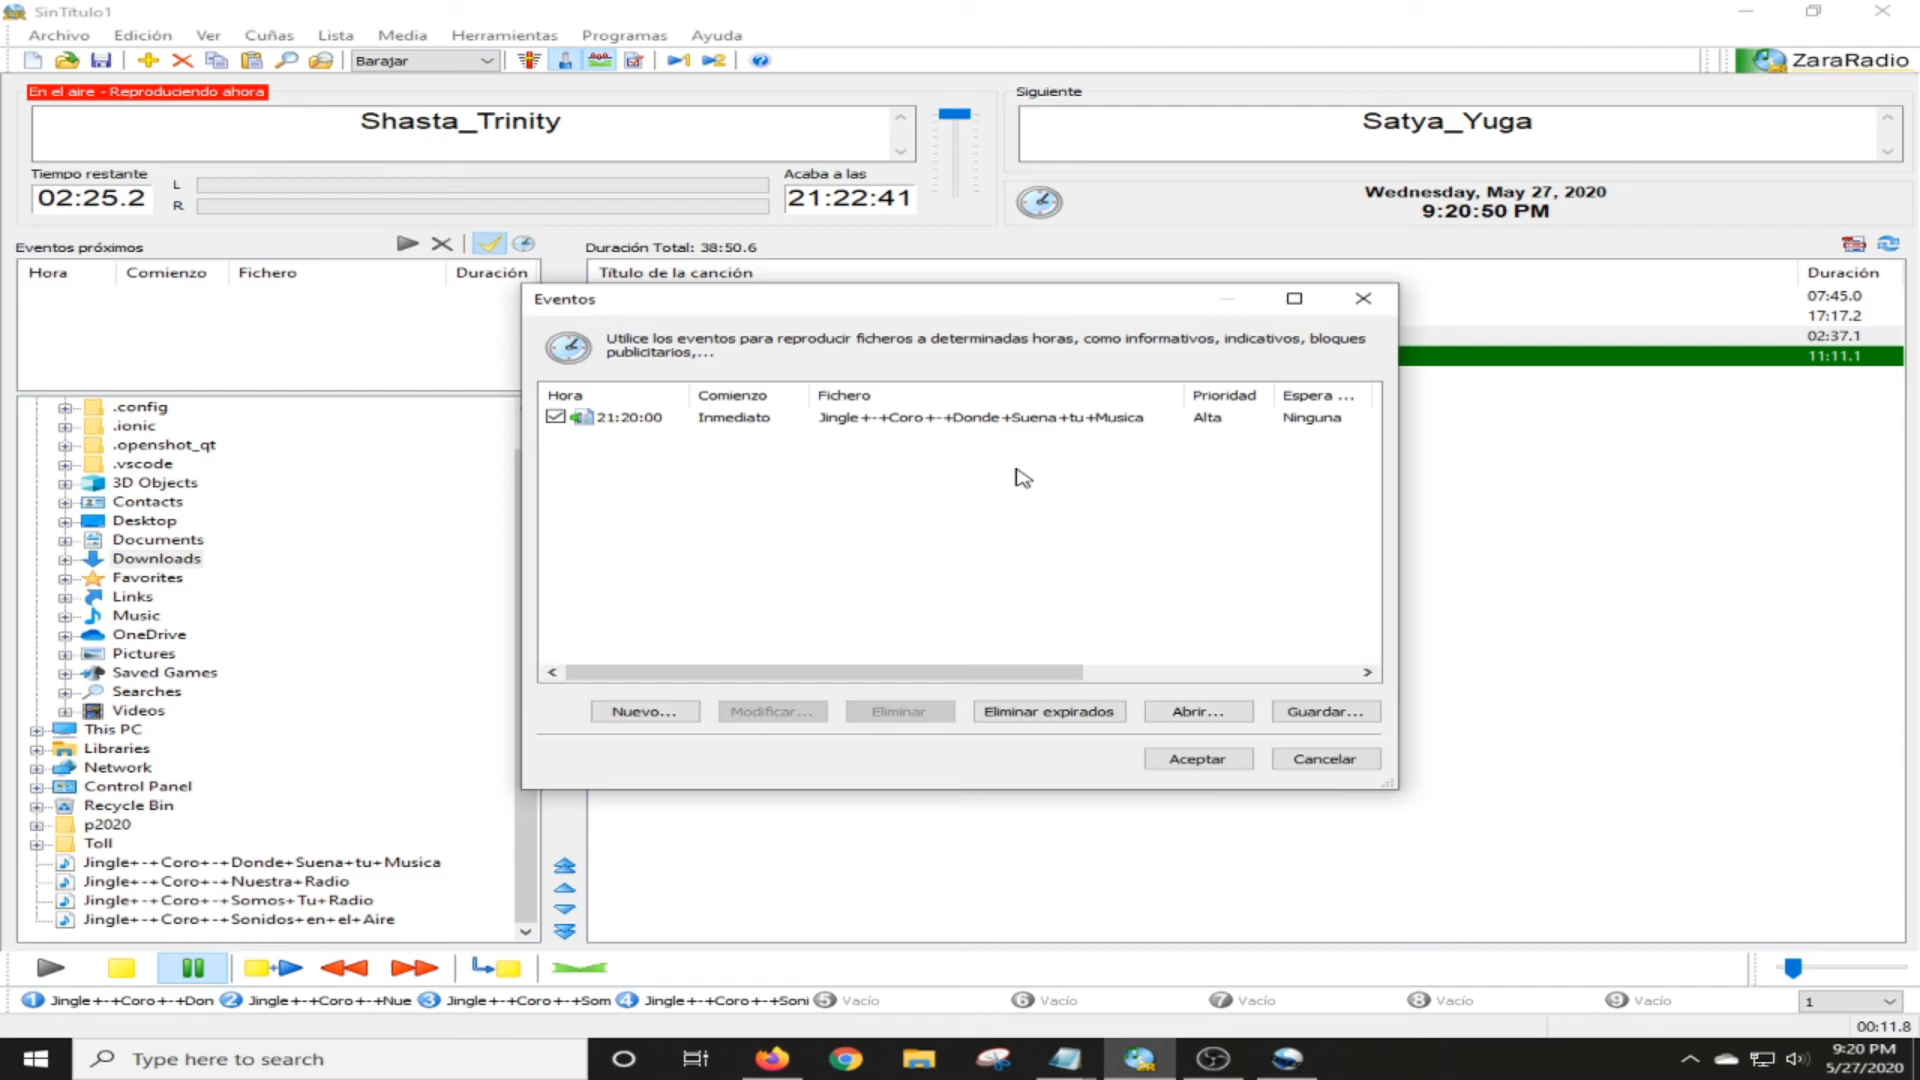 SinTítulo1
Archivo Edición Ver Cuñas Lista Media Herramientas Programas Ayuda
Barajar
ZaraRadio
En el aire - Reproduciendo ahora
Siguiente
Shasta_Trinity
Satya_Yuga
Tiempo restante
Acaba a las
02:25.2
L
R
21:22:41
Wednesday, May 27, 2020
9:20:50 PM
Eventos próximos
Duración Total: 38:50.6
Hora Comienzo Fichero Duración
Título de la canción Duración
07:45.0
17:17.2
02:37.1
11:11.1
Eventos
Utilice los eventos para reproducir ficheros a determinadas horas, como informativos, indicativos, bloques
publicitarios,...
Hora Comienzo Fichero Prioridad Espera ...
21:20:00 Inmediato Jingle+-+Coro+-+Donde+Suena+tu+Musica Alta Ninguna
Nuevo... Modificar... Eliminar Eliminar expirados Abrir... Guardar...
Aceptar Cancelar
.config
.ionic
.openshot_qt
.vscode
3D Objects
Contacts
Desktop
Documents
Downloads
Favorites
Links
Music
OneDrive
Pictures
Saved Games
Searches
Videos
This PC
Libraries
Network
Control Panel
Recycle Bin
p2020
Toll
Jingle+-+Coro+-+Donde+Suena+tu+Musica
Jingle+-+Coro+-+Nuestra+Radio
Jingle+-+Coro+-+Somos+Tu+Radio
Jingle+-+Coro+-+Sonidos+en+el+Aire
1 Jingle+-+Coro+-+Don 2 Jingle+-+Coro+-+Nue 3 Jingle+-+Coro+-+Som 4 Jingle+-+Coro+-+Soni 5 Vacío 6 Vacío 7 Vacío 8 Vacío 9 Vacío 1
00:11.8
Type here to search
9:20 PM
5/27/2020